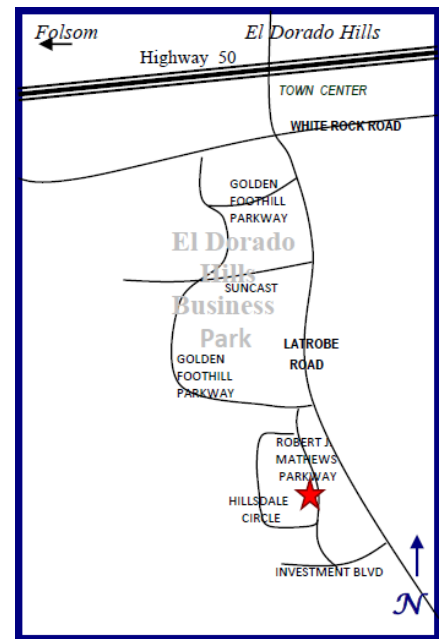 Folsom
El Dorado Hills
Highway 50
TOWN CENTER
WHITE ROCK ROAD
GOLDEN
FOOTHILL
PARKWAY
El Dorado
Hills
SUNCAST
Business
Park
LATROBE
ROAD
GOLDEN
FOOTHILL
PARKWAY
ROBERT J.
MATHEWS
PARKWAY
HILLSDALE
CIRCLE
INVESTMENT BLVD
N